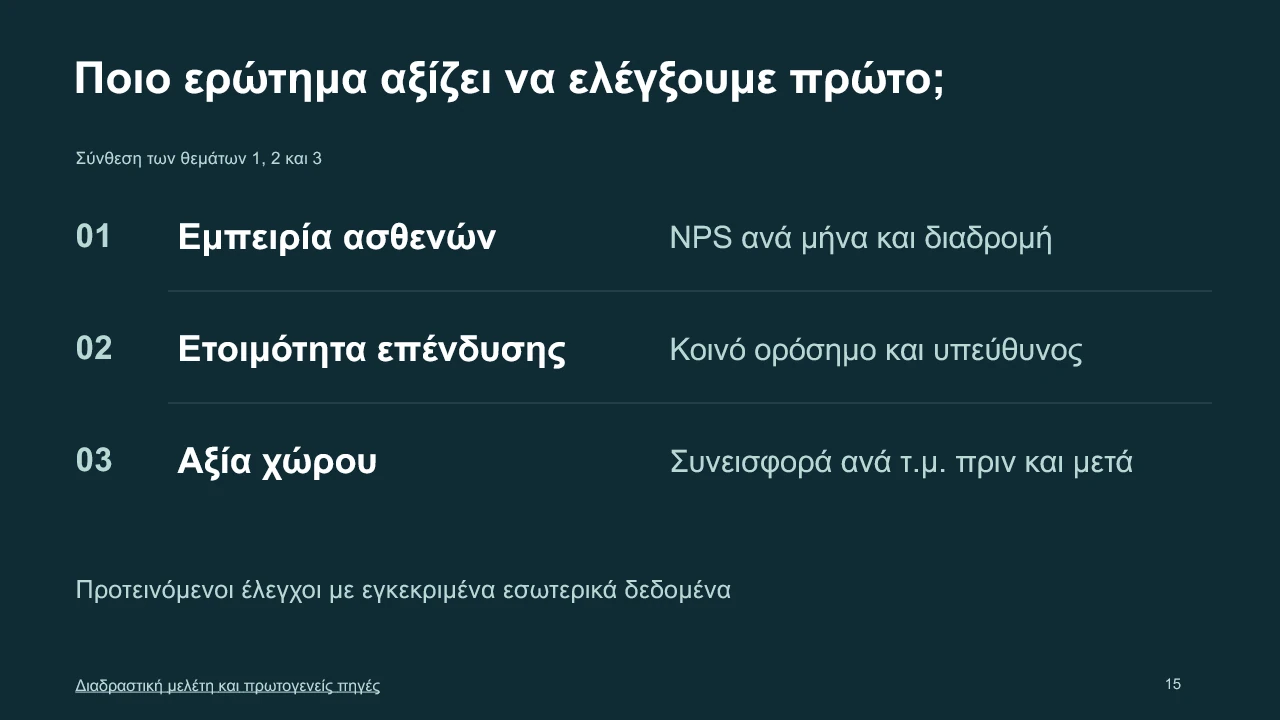 Ποιο ερώτημα αξίζει να ελέγξουμε πρώτο;
Σύνθεση των θεμάτων 1, 2 και 3
01 Εμπειρία ασθενών NPS ανά μήνα και διαδρομή
02 Ετοιμότητα επένδυσης Κοινό ορόσημο και υπεύθυνος
03 Αξία χώρου Συνεισφορά ανά τ.μ. πριν και μετά
Προτεινόμενοι έλεγχοι με εγκεκριμένα εσωτερικά δεδομένα
Διαδραστική μελέτη και πρωτογενείς πηγές 15